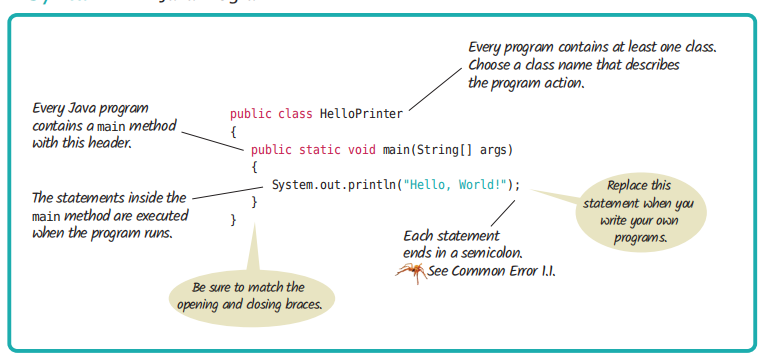 Every program contains at least one class.
Choose a class name that describes
the program action.
Every Java program
contains a main method
with this header.
public class HelloPrinter
{
public static void main(String[] args)
{
System.out.println("Hello, World!");
}
}
The statements inside the
main method are executed
when the program runs.
Replace this
statement when you
write your own
programs.
Each statement
ends in a semicolon.
See Common Error 1.1.
Be sure to match the
opening and closing braces.